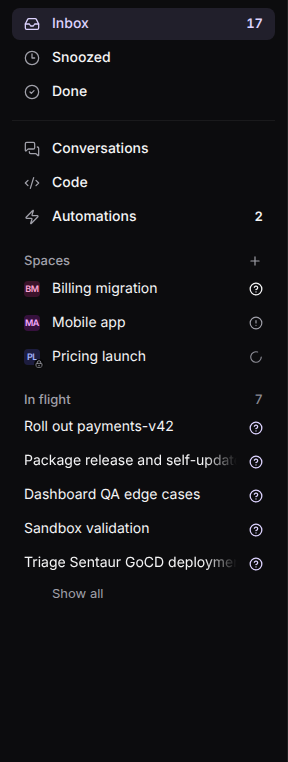 Inbox 17
Snoozed
Done
Conversations
Code
Automations 2
Spaces +
BM Billing migration ?
MA Mobile app !
PL Pricing launch
In flight 7
Roll out payments-v42 ?
Package release and self-updat ?
Dashboard QA edge cases ?
Sandbox validation ?
Triage Sentaur GoCD deployme ?
Show all